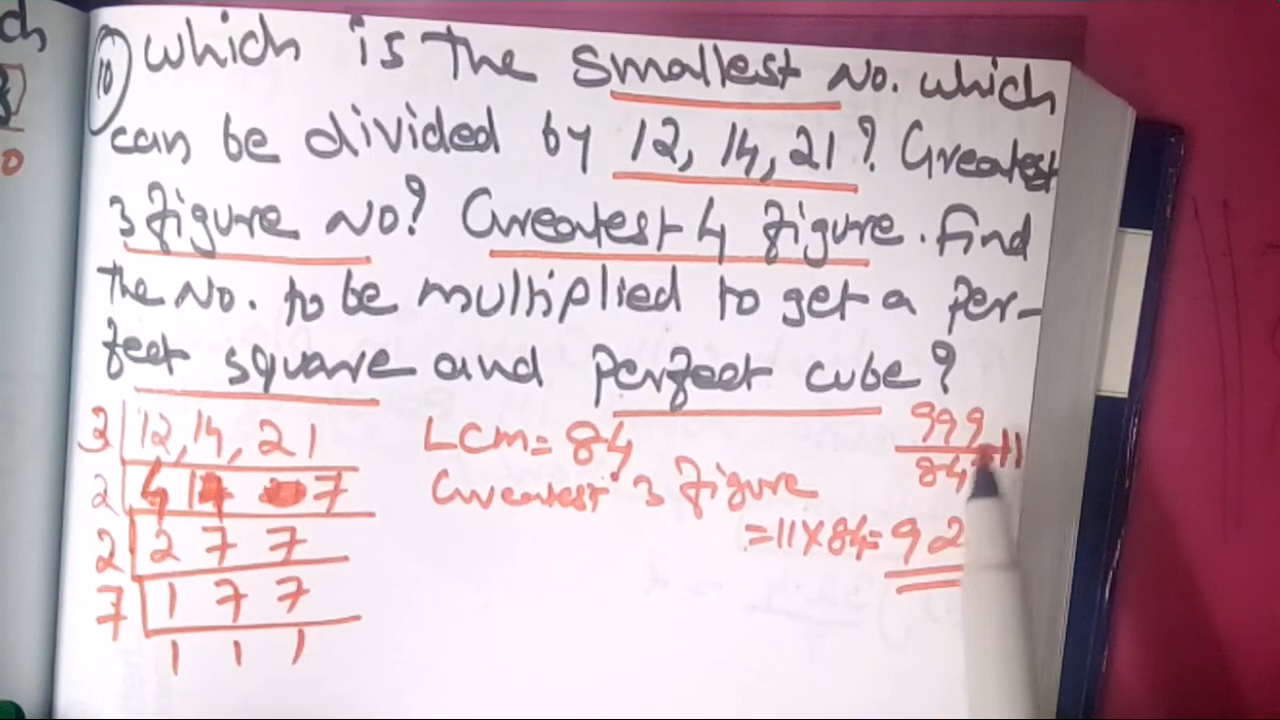 ch
0
10 Which is the smallest No. which
can be divided by 12, 14, 21? Greatest
3 figure No? Greatest 4 figure. Find
the No. to be multiplied to get a per-
fect square and perfect cube?
3 | 12, 14, 21
2 | 4 14 7
2 | 2 7 7
7 | 1 7 7
1 1 1
LCM = 84
Greatest 3 figure
= 11 x 84 = 92
999
84 11